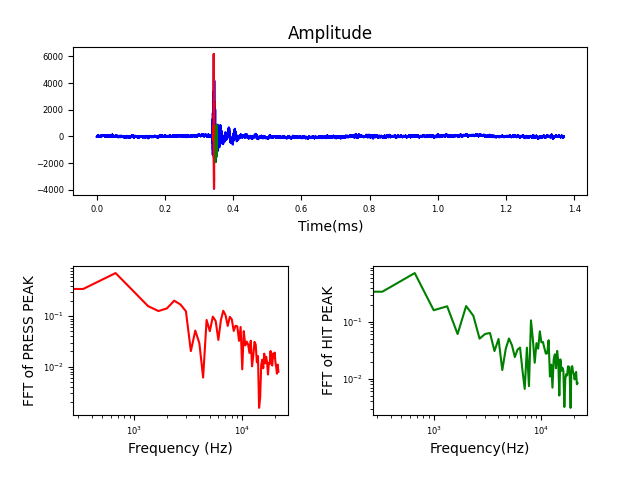 Amplitude
6000
4000
2000
0
−2000
−4000
0.0 0.2 0.4 0.6 0.8 1.0 1.2 1.4
Time(ms)
FFT of PRESS PEAK
10⁻¹
10⁻²
10³ 10⁴
Frequency (Hz)
FFT of HIT PEAK
10⁻¹
10⁻²
10³ 10⁴
Frequency(Hz)